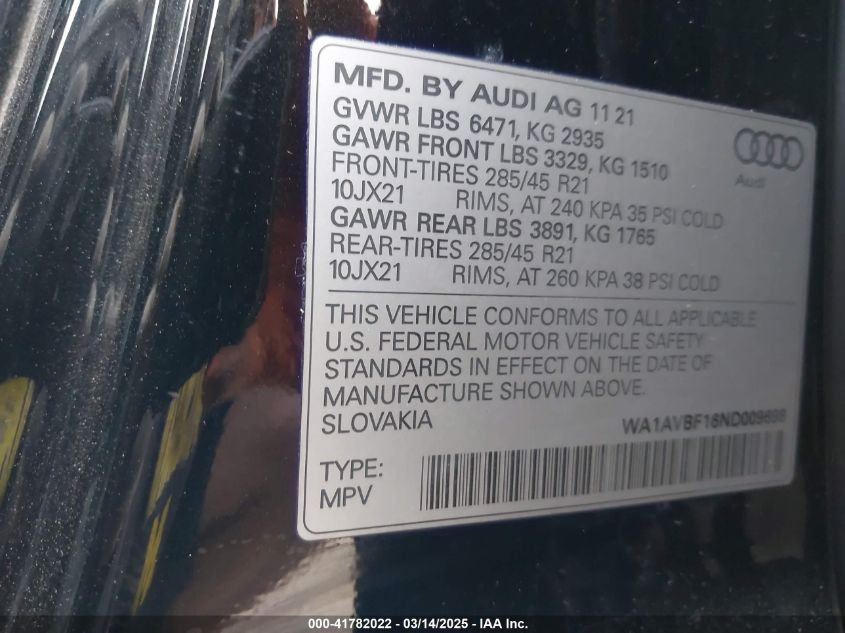 MFD. BY AUDI AG 11 21
GVWR LBS 6471, KG 2935
GAWR FRONT LBS 3329, KG 1510
FRONT-TIRES 285/45 R21
10JX21 RIMS, AT 240 KPA 35 PSI COLD
GAWR REAR LBS 3891, KG 1765
REAR-TIRES 285/45 R21
10JX21 RIMS, AT 260 KPA 38 PSI COLD
Audi
THIS VEHICLE CONFORMS TO ALL APPLICABLE
U.S. FEDERAL MOTOR VEHICLE SAFETY
STANDARDS IN EFFECT ON THE DATE OF
MANUFACTURE SHOWN ABOVE.
SLOVAKIA
TYPE:
MPV
000-41782022 - 03/14/2025 - IAA Inc.